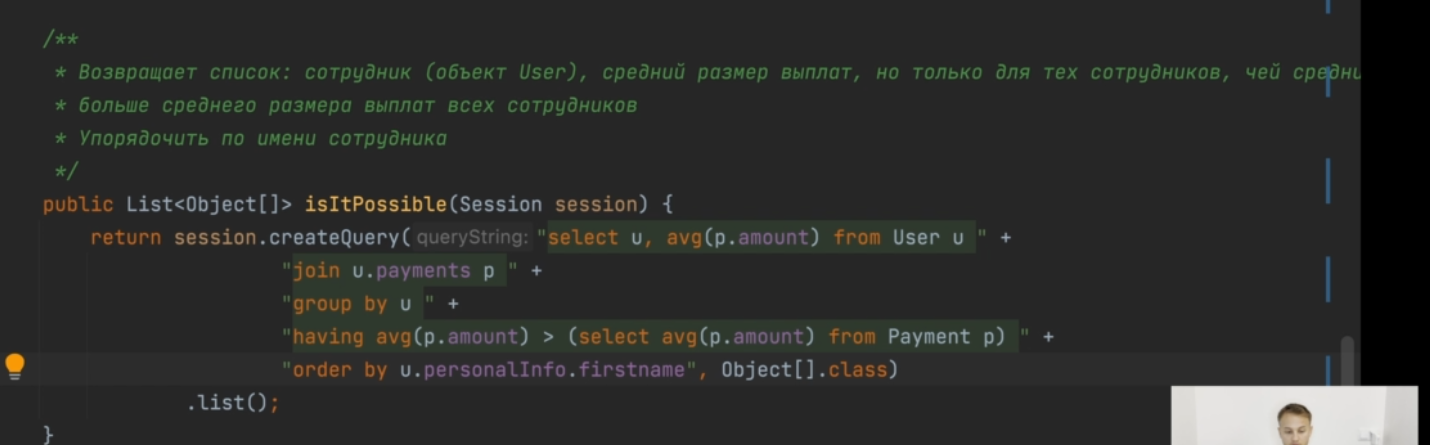 /**
* Возвращает список: сотрудник (объект User), средний размер выплат, но только для тех сотрудников, чей
* больше среднего размера выплат всех сотрудников
* Упорядочить по имени сотрудника
*/
public List<Object[]> isItPossible(Session session) {
return session.createQuery( queryString: "select u, avg(p.amount) from User u " +
"join u.payments p " +
"group by u " +
"having avg(p.amount) > (select avg(p.amount) from Payment p) " +
"order by u.personalInfo.firstname", Object[].class)
.list();
}